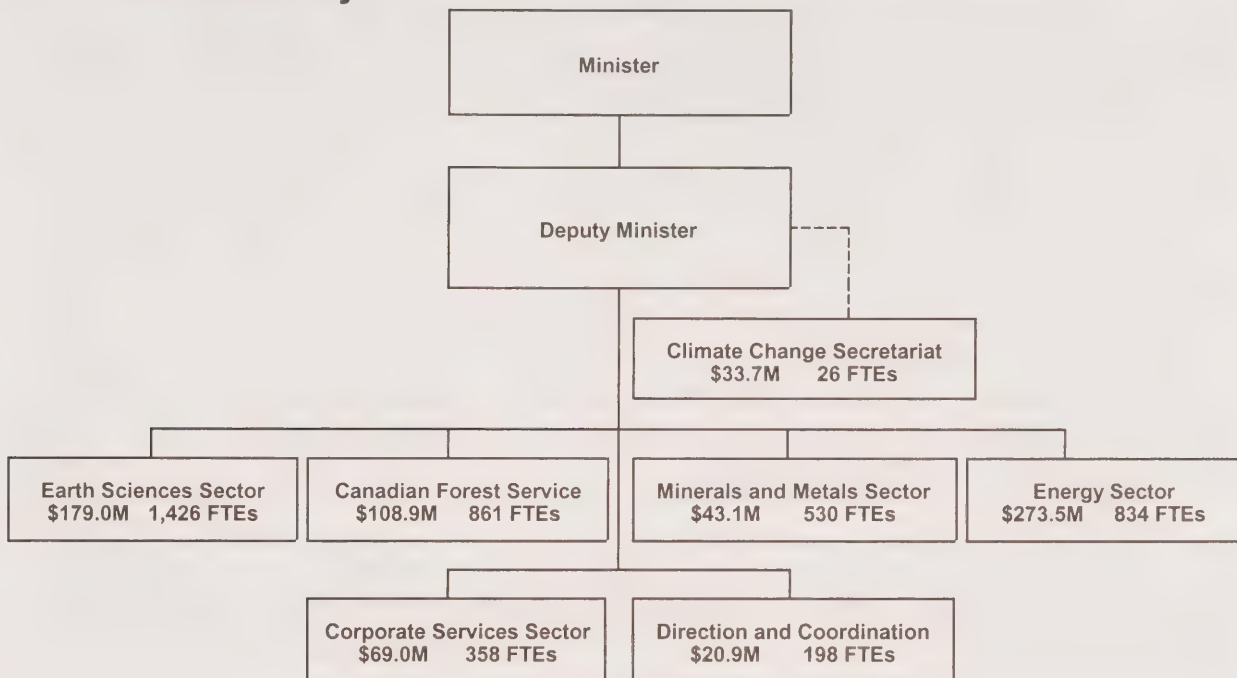 Minister
Deputy Minister
Climate Change Secretariat
$33.7M 26 FTEs
Earth Sciences Sector
$179.0M 1,426 FTEs
Canadian Forest Service
$108.9M 861 FTEs
Minerals and Metals Sector
$43.1M 530 FTEs
Energy Sector
$273.5M 834 FTEs
Corporate Services Sector
$69.0M 358 FTEs
Direction and Coordination
$20.9M 198 FTEs